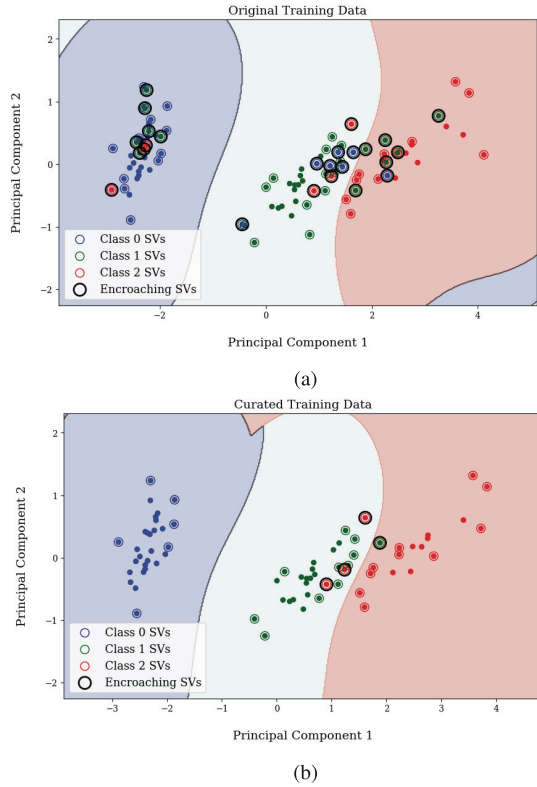 Original Training Data
2
1
0
−1
−2
Principal Component 2
Class 0 SVs
Class 1 SVs
Class 2 SVs
Encroaching SVs
−2
0
2
4
Principal Component 1
(a)
Curated Training Data
2
1
0
−1
−2
Principal Component 2
Class 0 SVs
Class 1 SVs
Class 2 SVs
Encroaching SVs
−3
−2
−1
0
1
2
3
4
Principal Component 1
(b)